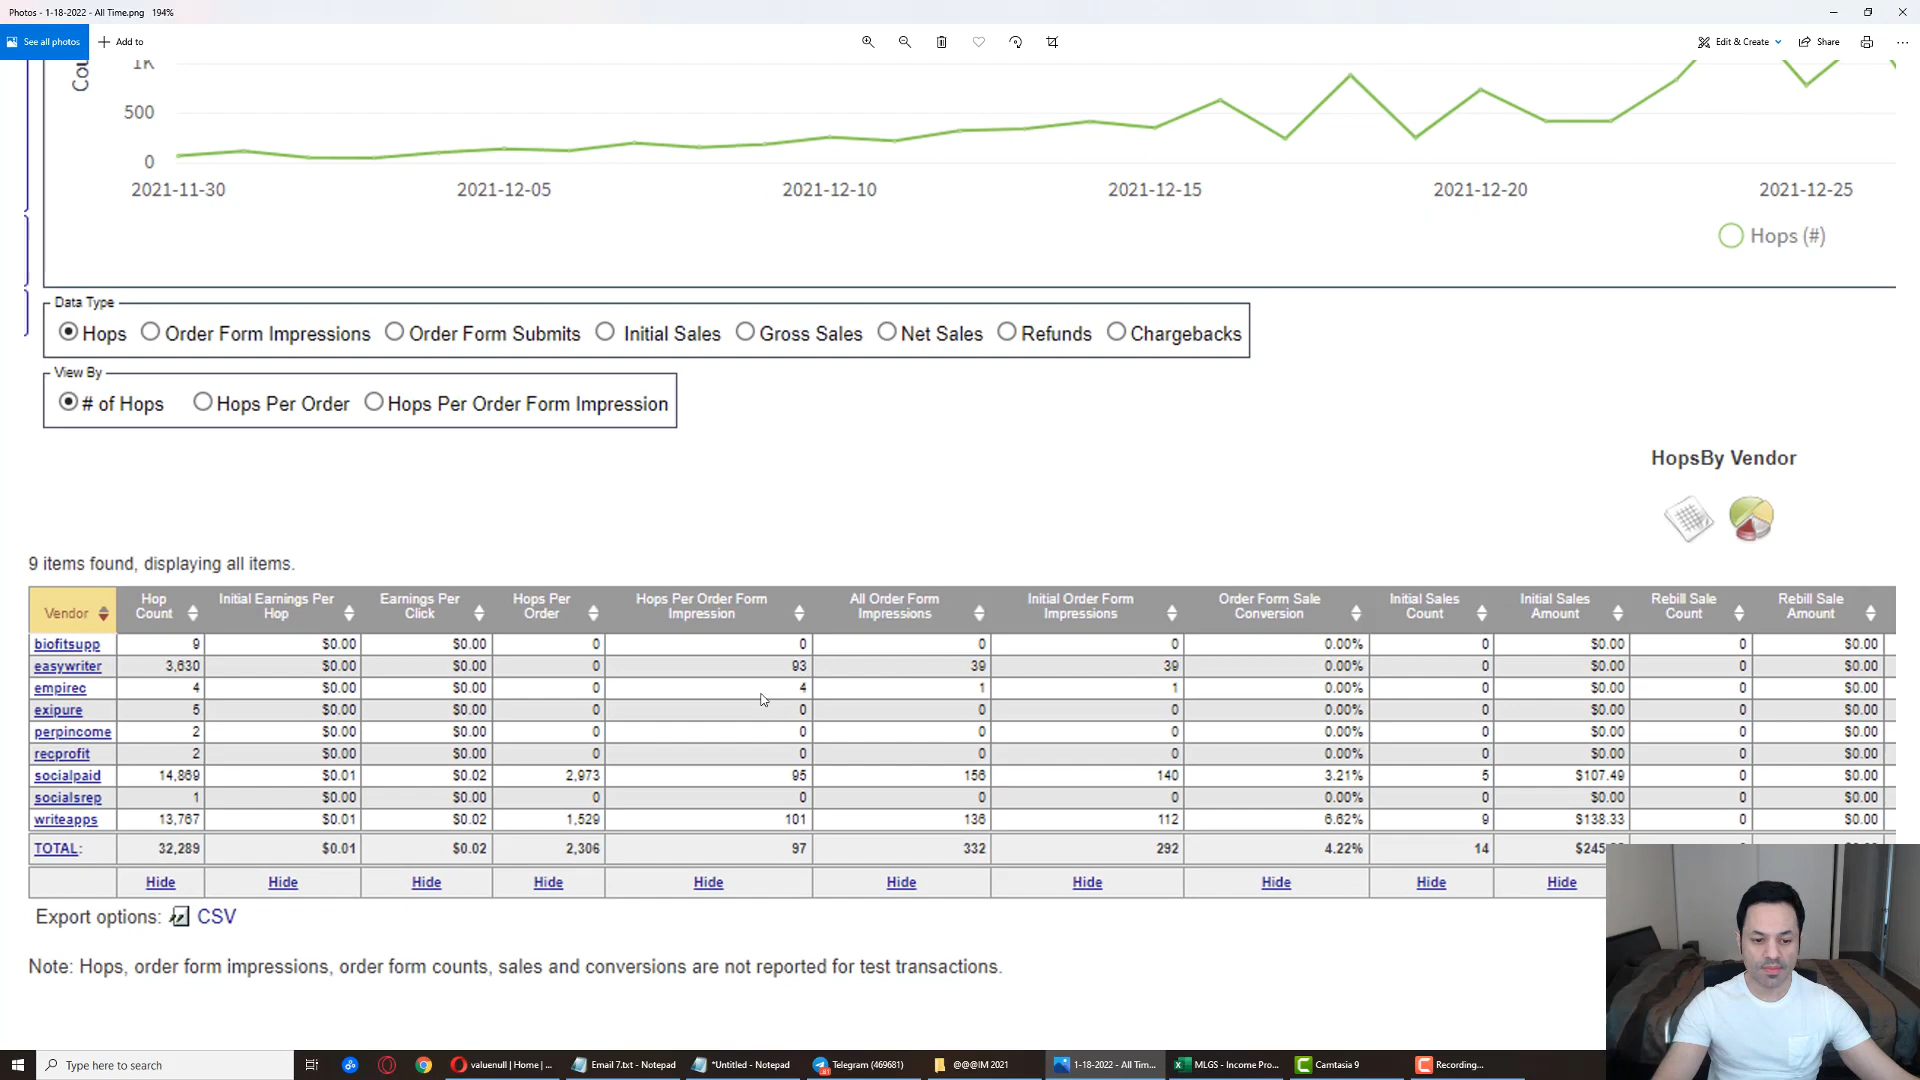 Photos - 1-18-2022 - All Time.png 194%
See all photos
Add to
Edit & Create
Share
1K
500
0
2021-11-30 2021-12-05 2021-12-10 2021-12-15 2021-12-20 2021-12-25
Hops (#)
Data Type
Hops Order Form Impressions Order Form Submits Initial Sales Gross Sales Net Sales Refunds Chargebacks
View By
# of Hops Hops Per Order Hops Per Order Form Impression
HopsBy Vendor
9 items found, displaying all items.
Vendor Hop Count Initial Earnings Per Hop Earnings Per Click Hops Per Order Hops Per Order Form Impression All Order Form Impressions Initial Order Form Impressions Order Form Sale Conversion Initial Sales Count Initial Sales Amount Rebill Sale Count Rebill Sale Amount
biofitsupp 9 $0.00 $0.00 0 0 0 0 0.00% 0 $0.00 0 $0.00
easywriter 3,630 $0.00 $0.00 0 93 39 39 0.00% 0 $0.00 0 $0.00
empirec 4 $0.00 $0.00 0 4 1 1 0.00% 0 $0.00 0 $0.00
exipure 5 $0.00 $0.00 0 0 0 0 0.00% 0 $0.00 0 $0.00
perpincome 2 $0.00 $0.00 0 0 0 0 0.00% 0 $0.00 0 $0.00
recprofit 2 $0.00 $0.00 0 0 0 0 0.00% 0 $0.00 0 $0.00
socialpaid 14,869 $0.01 $0.02 2,973 95 156 140 3.21% 5 $107.49 0 $0.00
socialsrep 1 $0.00 $0.00 0 0 0 0 0.00% 0 $0.00 0 $0.00
writeapps 13,767 $0.01 $0.02 1,529 101 136 112 6.62% 9 $138.33 0 $0.00
TOTAL: 32,289 $0.01 $0.02 2,306 97 332 292 4.22% 14
Hide Hide Hide Hide Hide Hide Hide Hide Hide Hide
Export options: CSV
Note: Hops, order form impressions, order form counts, sales and conversions are not reported for test transactions.
Type here to search
valuenull | Home | ...
Email 7.txt - Notepad
*Untitled - Notepad
Telegram (469681)
@@@IM 2021
1-18-2022 - All Tim...
MLGS - Income Pro...
Camtasia 9
Recording...